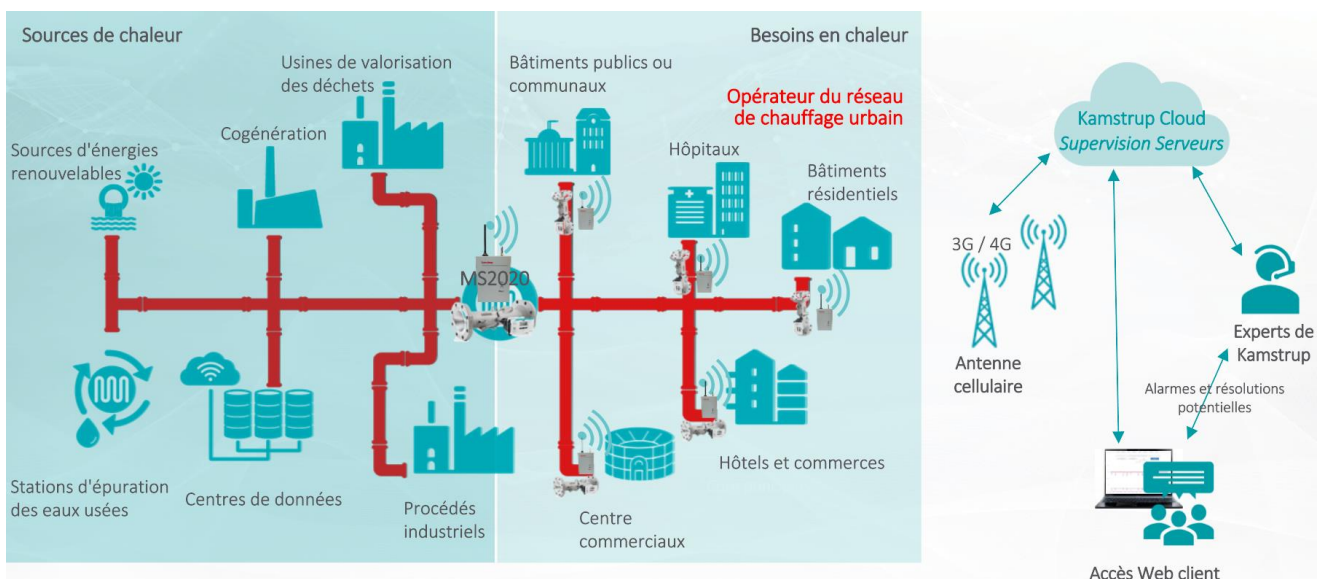 Sources de chaleur
Usines de valorisation
des déchets
Cogénération
Sources d'énergies
renouvelables
Stations d'épuration
des eaux usées
Centres de données
Procédés
industriels
MS2020
Besoins en chaleur
Bâtiments publics ou
communaux
Opérateur du réseau
de chauffage urbain
Hôpitaux
Bâtiments
résidentiels
Hôtels et commerces
Centre
commerciaux
Kamstrup Cloud
Supervision Serveurs
3G / 4G
Antenne
cellulaire
Experts de
Kamstrup
Alarmes et résolutions
potentielles
Accès Web client